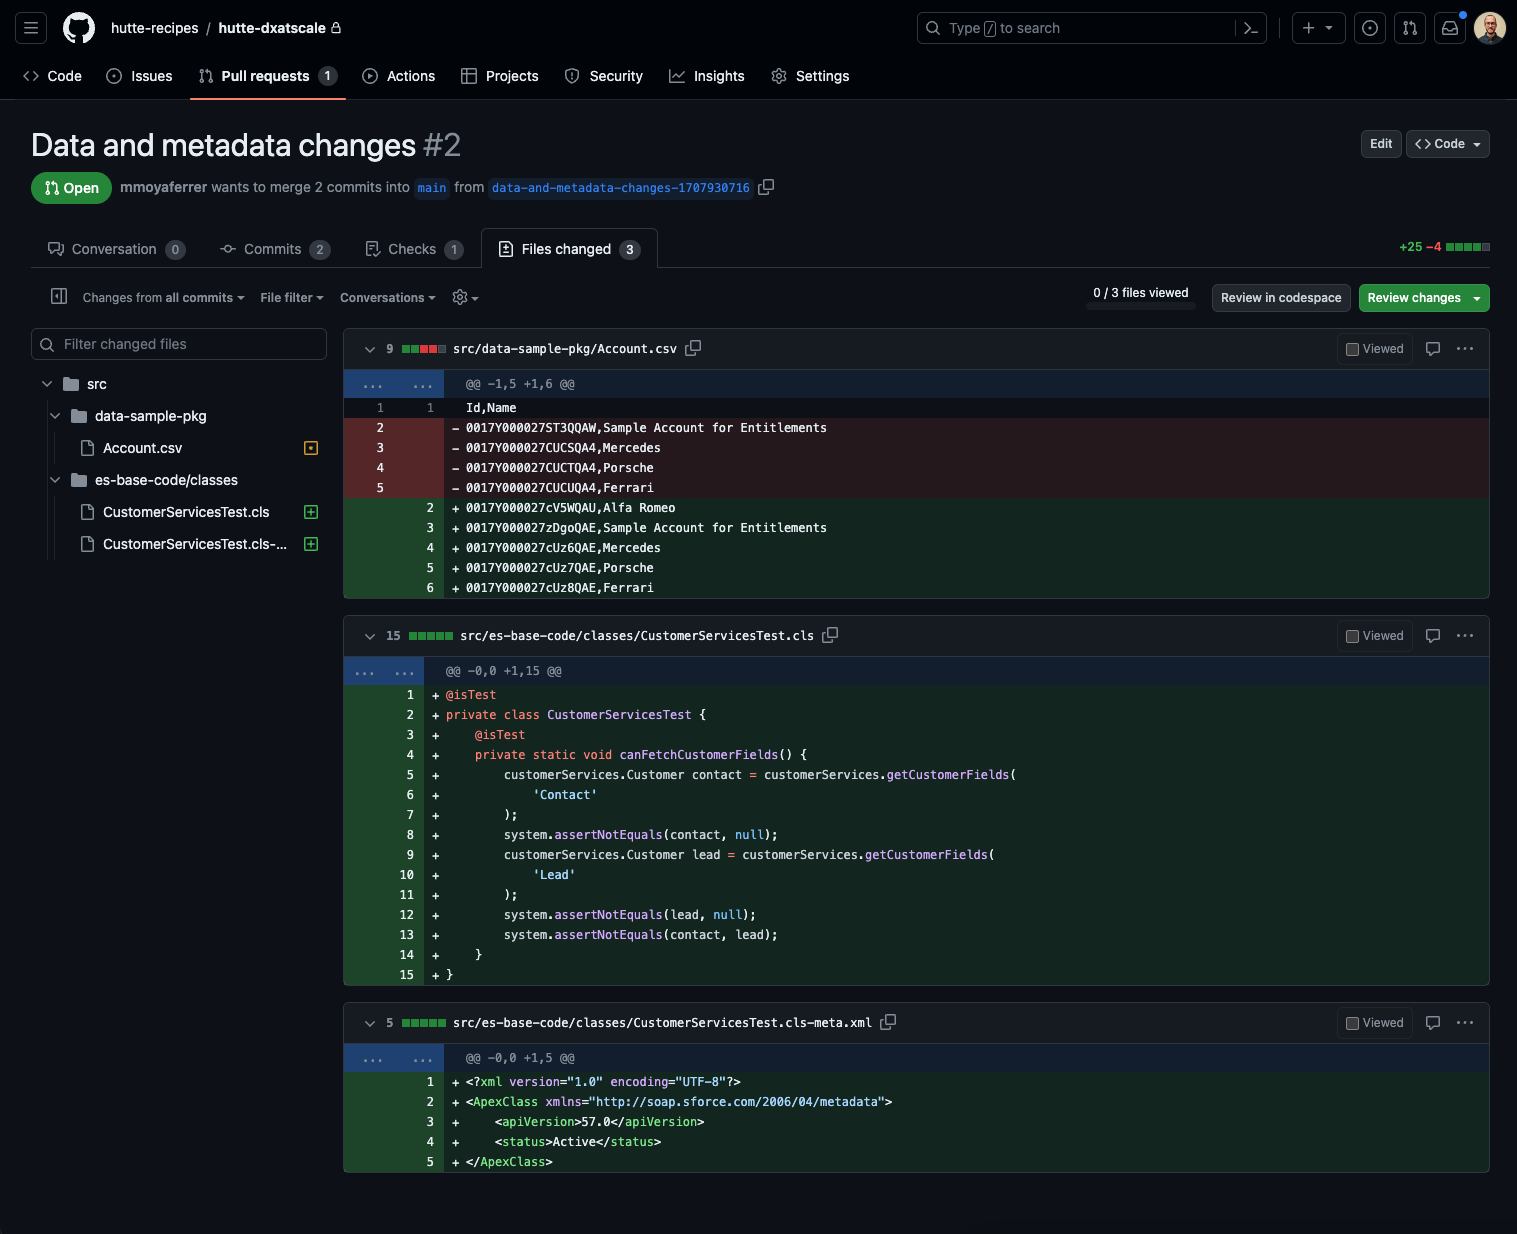 hutte-recipes / hutte-dxatscale
Type / to search
Code Issues Pull requests 1 Actions Projects Security Insights Settings
Data and metadata changes #2
Edit <> Code
Open mmoyaferrer wants to merge 2 commits into main from data-and-metadata-changes-1707930716
Conversation 0 Commits 2 Checks 1 Files changed 3
+25 −4
Changes from all commits File filter Conversations
0 / 3 files viewed
Review in codespace
Review changes
Filter changed files
src
data-sample-pkg
Account.csv
es-base-code/classes
CustomerServicesTest.cls
CustomerServicesTest.cls-...
9 src/data-sample-pkg/Account.csv Viewed
... ... @@ -1,5 +1,6 @@
1 1 Id,Name
2 - 0017Y000027ST3QQAW,Sample Account for Entitlements
3 - 0017Y000027CUCSQA4,Mercedes
4 - 0017Y000027CUCTQA4,Porsche
5 - 0017Y000027CUCUQA4,Ferrari
2 + 0017Y000027cV5WQAU,Alfa Romeo
3 + 0017Y000027zDgoQAE,Sample Account for Entitlements
4 + 0017Y000027cUz6QAE,Mercedes
5 + 0017Y000027cUz7QAE,Porsche
6 + 0017Y000027cUz8QAE,Ferrari
15 src/es-base-code/classes/CustomerServicesTest.cls Viewed
... ... @@ -0,0 +1,15 @@
1 + @isTest
2 + private class CustomerServicesTest {
3 + @isTest
4 + private static void canFetchCustomerFields() {
5 + customerServices.Customer contact = customerServices.getCustomerFields(
6 + 'Contact'
7 + );
8 + system.assertNotEquals(contact, null);
9 + customerServices.Customer lead = customerServices.getCustomerFields(
10 + 'Lead'
11 + );
12 + system.assertNotEquals(lead, null);
13 + system.assertNotEquals(contact, lead);
14 + }
15 + }
5 src/es-base-code/classes/CustomerServicesTest.cls-meta.xml Viewed
... ... @@ -0,0 +1,5 @@
1 + <?xml version="1.0" encoding="UTF-8"?>
2 + <ApexClass xmlns="http://soap.sforce.com/2006/04/metadata">
3 + <apiVersion>57.0</apiVersion>
4 + <status>Active</status>
5 + </ApexClass>